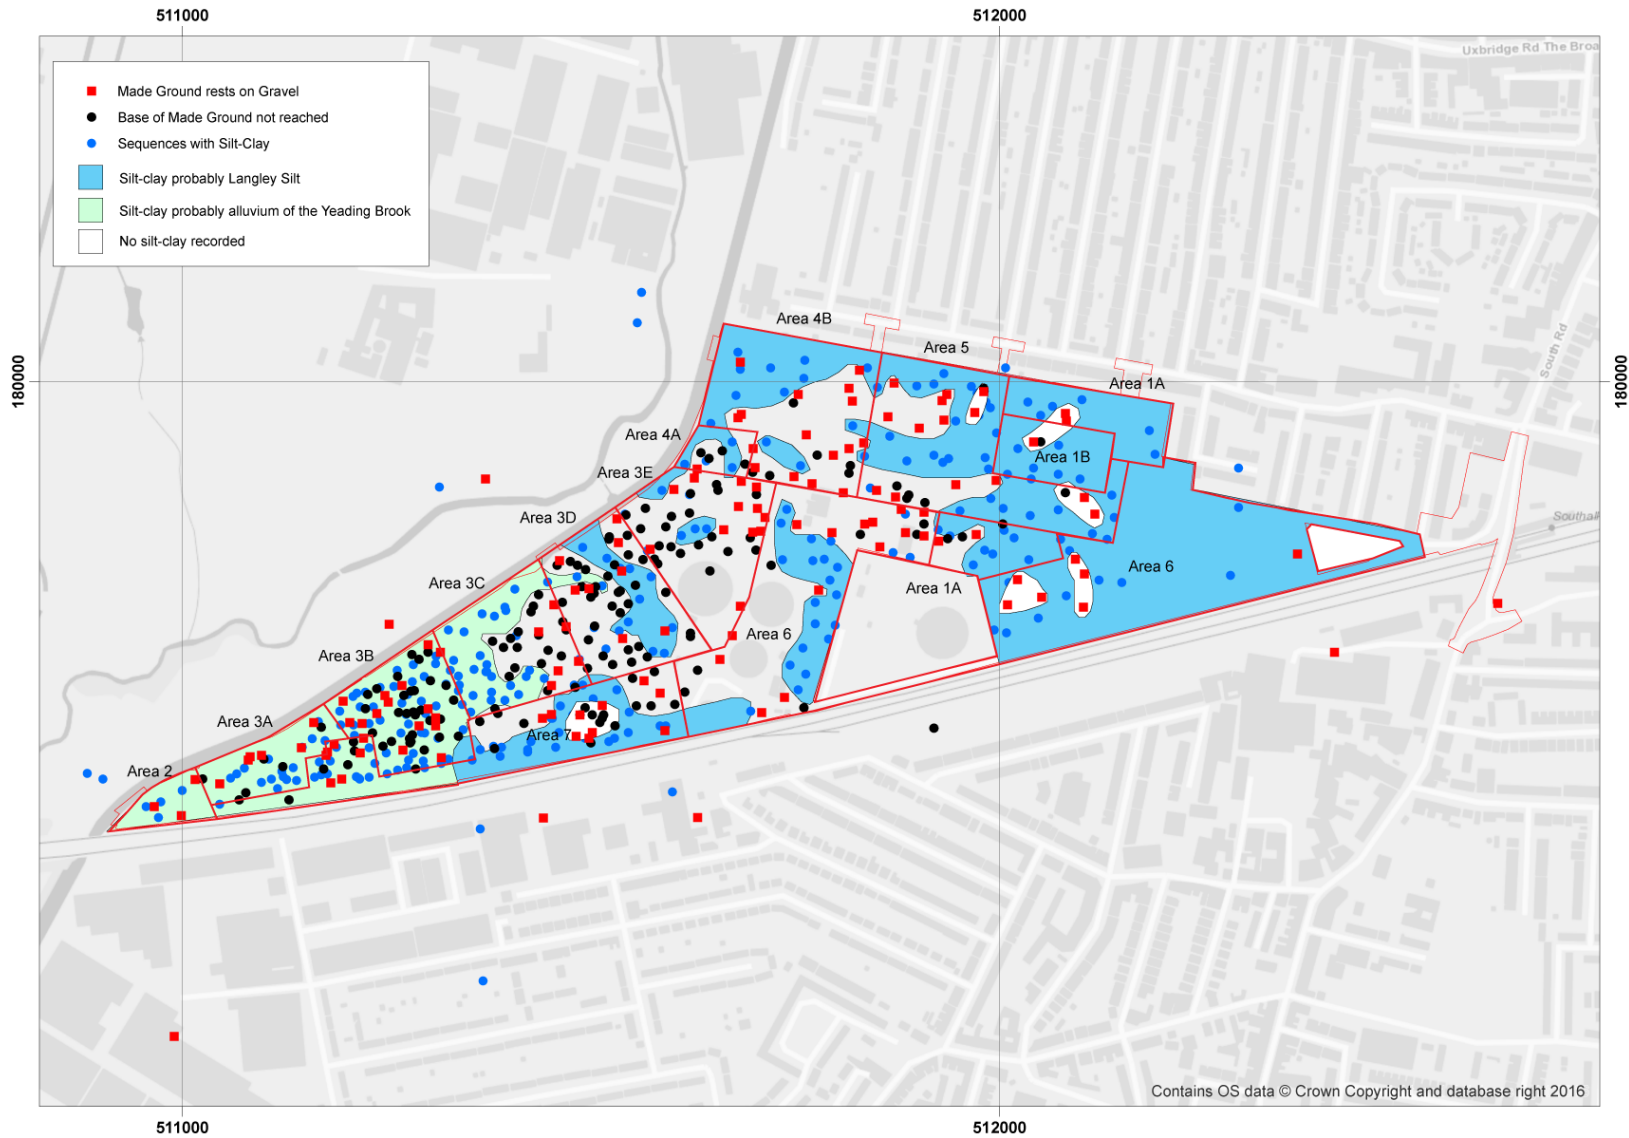 511000
512000
Uxbridge Rd The Broa
Made Ground rests on Gravel
Base of Made Ground not reached
Sequences with Silt-Clay
Silt-clay probably Langley Silt
Silt-clay probably alluvium of the Yeading Brook
No silt-clay recorded
Area 4B
Area 5
South Rd
180000
180000
Area 1A
Area 4A
Area 1B
Area 3E
Area 3D
Southall
Area 3C
Area 6
Area 1A
Area 6
Area 3B
Area 3A
Area 7
Area 2
Contains OS data © Crown Copyright and database right 2016
511000
512000